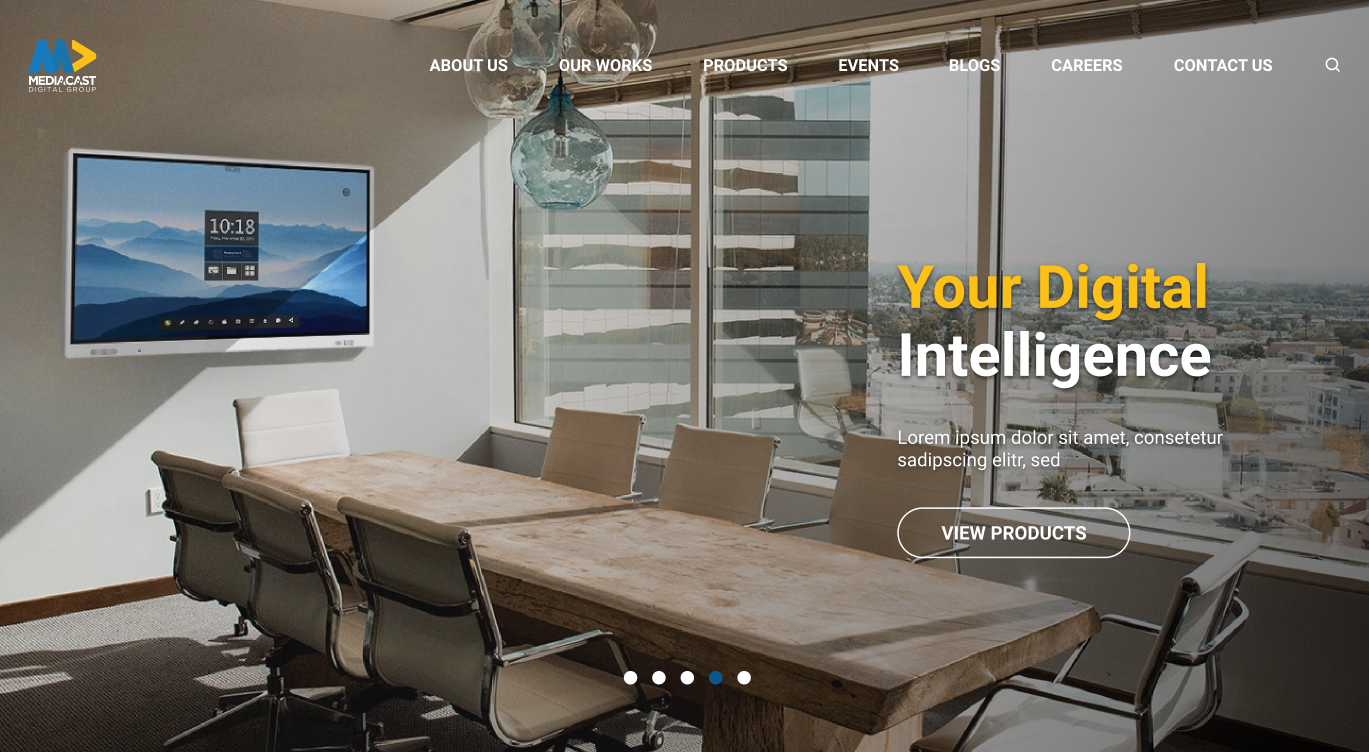 MEDIACAST
DIGITAL GROUP
ABOUT US
OUR WORKS
PRODUCTS
EVENTS
BLOGS
CAREERS
CONTACT US
10:18
Your Digital
Intelligence
Lorem ipsum dolor sit amet, consetetur
sadipscing elitr, sed
VIEW PRODUCTS